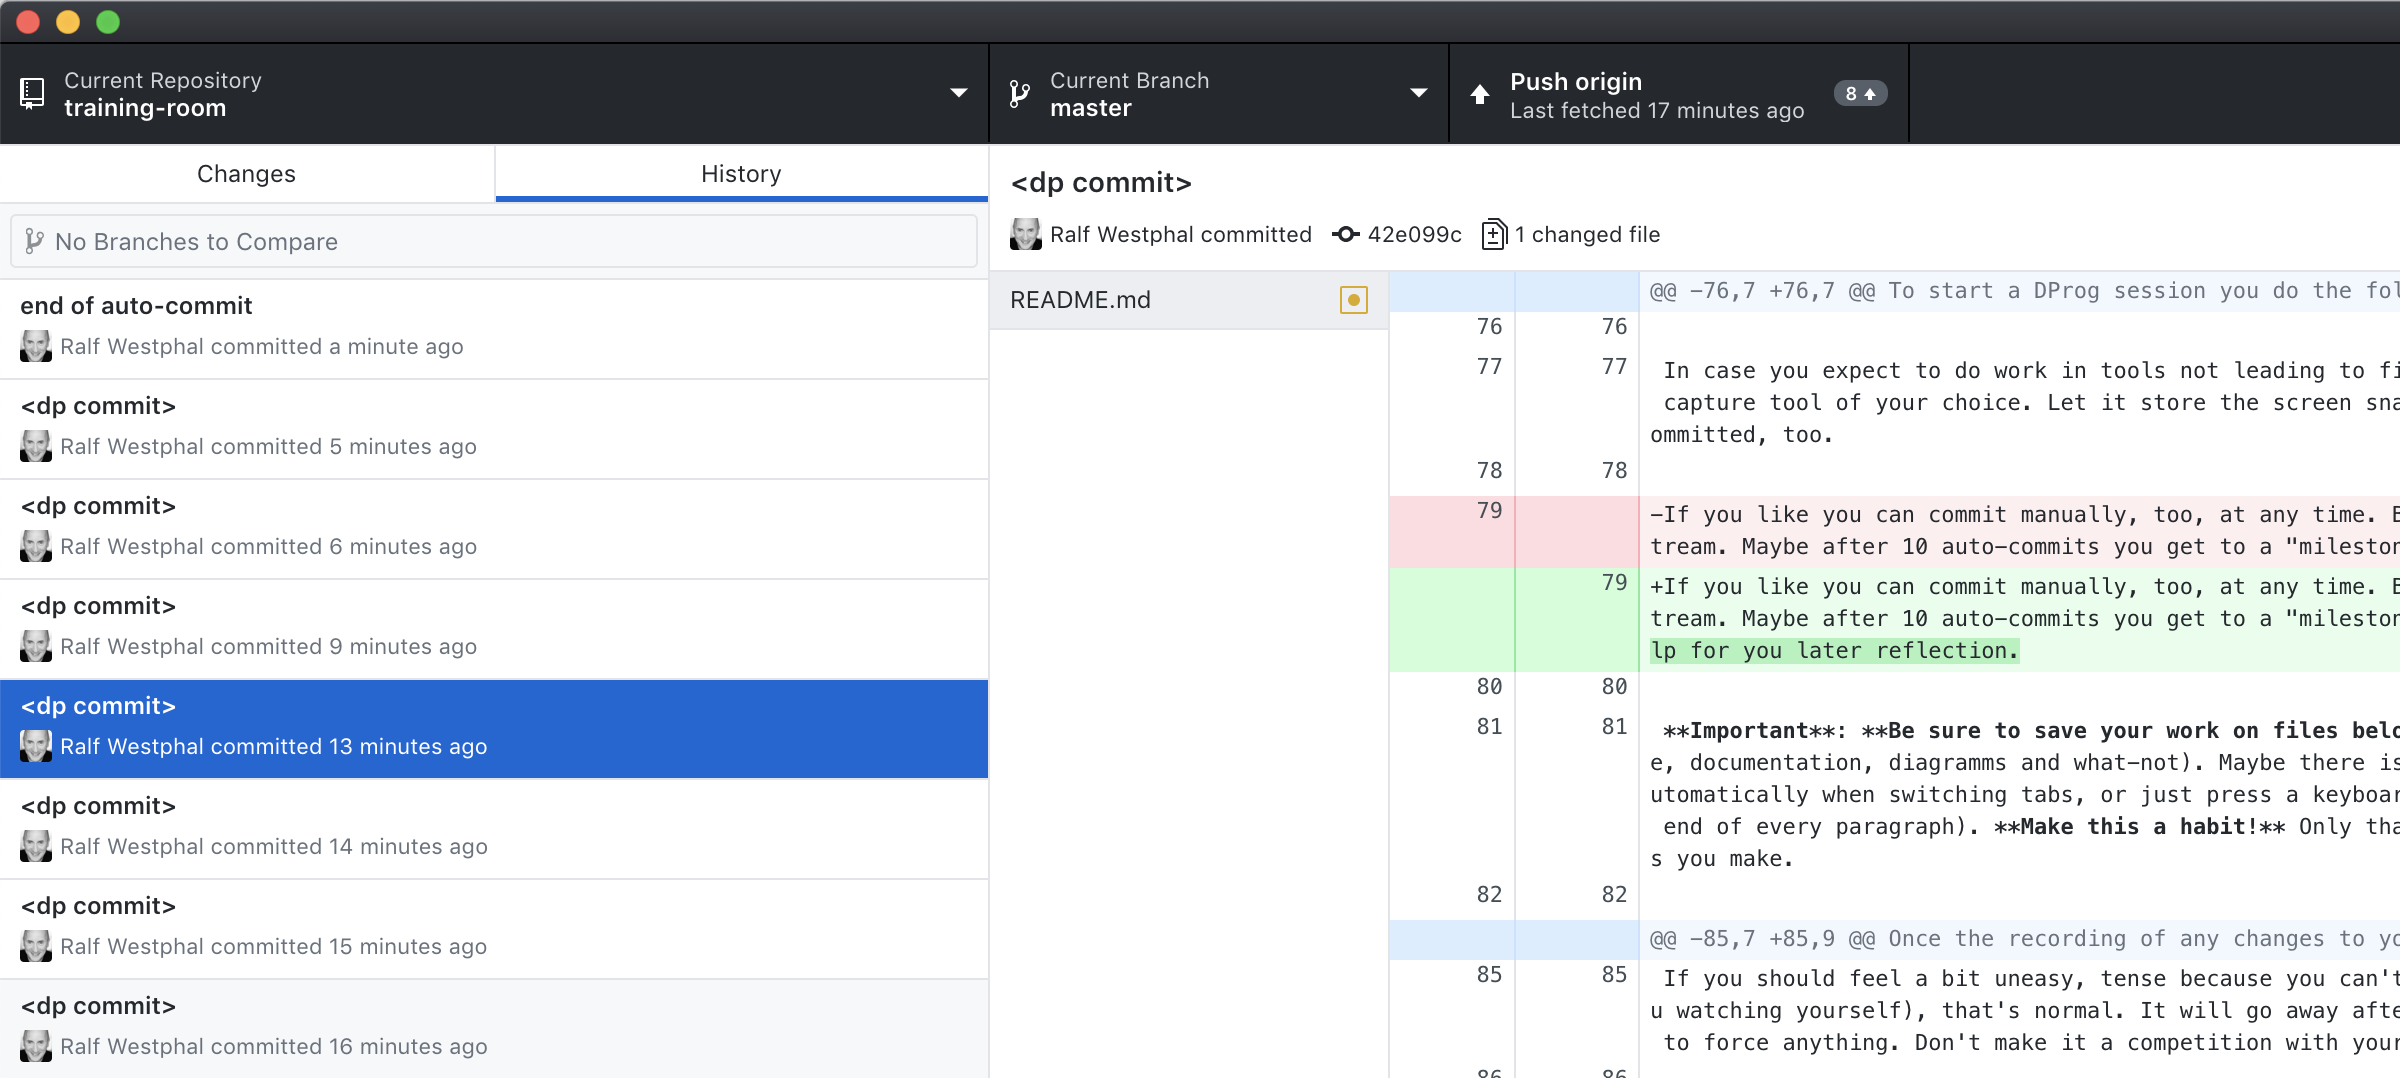 Current Repository
training-room
Current Branch
master
Push origin
Last fetched 17 minutes ago
8
Changes
History
No Branches to Compare
end of auto-commit
Ralf Westphal committed a minute ago
<dp commit>
Ralf Westphal committed 5 minutes ago
<dp commit>
Ralf Westphal committed 6 minutes ago
<dp commit>
Ralf Westphal committed 9 minutes ago
<dp commit>
Ralf Westphal committed 13 minutes ago
<dp commit>
Ralf Westphal committed 14 minutes ago
<dp commit>
Ralf Westphal committed 15 minutes ago
<dp commit>
Ralf Westphal committed 16 minutes ago
<dp commit>
Ralf Westphal committed 42e099c 1 changed file
README.md
@@ -76,7 +76,7 @@ To start a DProg session you do the fol
76 76
77 77 In case you expect to do work in tools not leading to fi
capture tool of your choice. Let it store the screen sna
ommitted, too.
78 78
79 -If you like you can commit manually, too, at any time. B
tream. Maybe after 10 auto-commits you get to a "mileston
79 +If you like you can commit manually, too, at any time. B
tream. Maybe after 10 auto-commits you get to a "mileston
lp for you later reflection.
80 80
81 81 **Important**: **Be sure to save your work on files belo
e, documentation, diagramms and what-not). Maybe there is
utomatically when switching tabs, or just press a keyboar
end of every paragraph). **Make this a habit!** Only tha
s you make.
82 82
@@ -85,7 +85,9 @@ Once the recording of any changes to yo
85 85 If you should feel a bit uneasy, tense because you can't
u watching yourself), that's normal. It will go away afte
to force anything. Don't make it a competition with your
86 86